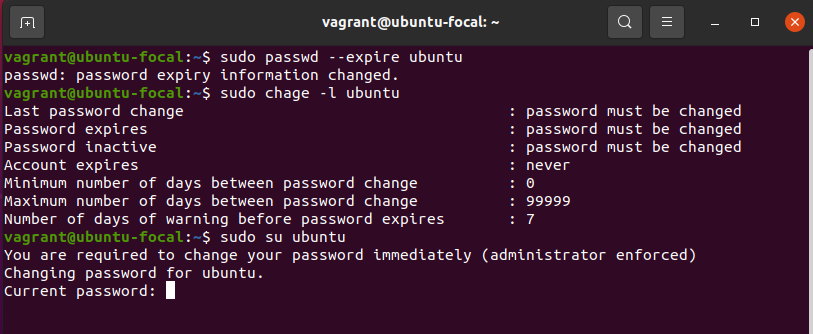 vagrant@ubuntu-focal: ~
vagrant@ubuntu-focal:~$ sudo passwd --expire ubuntu
passwd: password expiry information changed.
vagrant@ubuntu-focal:~$ sudo chage -l ubuntu
Last password change : password must be changed
Password expires : password must be changed
Password inactive : password must be changed
Account expires : never
Minimum number of days between password change : 0
Maximum number of days between password change : 99999
Number of days of warning before password expires : 7
vagrant@ubuntu-focal:~$ sudo su ubuntu
You are required to change your password immediately (administrator enforced)
Changing password for ubuntu.
Current password: